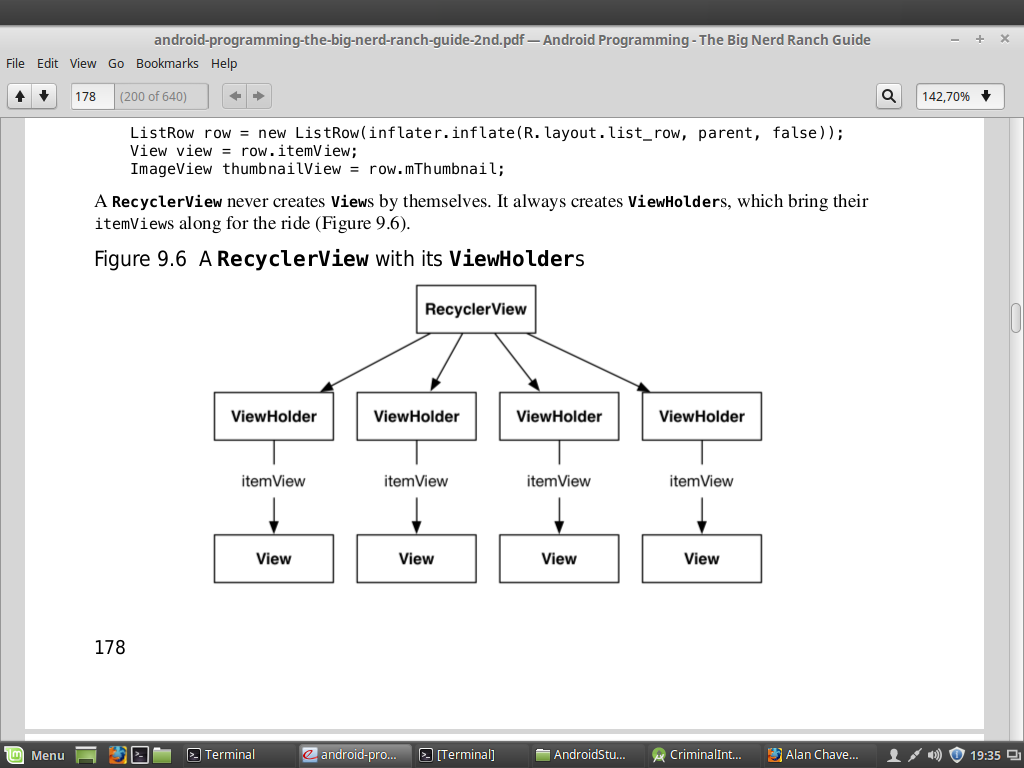 android-programming-the-big-nerd-ranch-guide-2nd.pdf — Android Programming - The Big Nerd Ranch Guide
File Edit View Go Bookmarks Help
178 (200 of 640) 142,70%
ListRow row = new ListRow(inflater.inflate(R.layout.list_row, parent, false));
View view = row.itemView;
ImageView thumbnailView = row.mThumbnail;
A RecyclerView never creates Views by themselves. It always creates ViewHolders, which bring their
itemViews along for the ride (Figure 9.6).
Figure 9.6 A RecyclerView with its ViewHolders
RecyclerView
ViewHolder ViewHolder ViewHolder ViewHolder
itemView itemView itemView itemView
View View View View
178
Menu Terminal android-pro... [Terminal] AndroidStu... CriminalInt... Alan Chave... 19:35